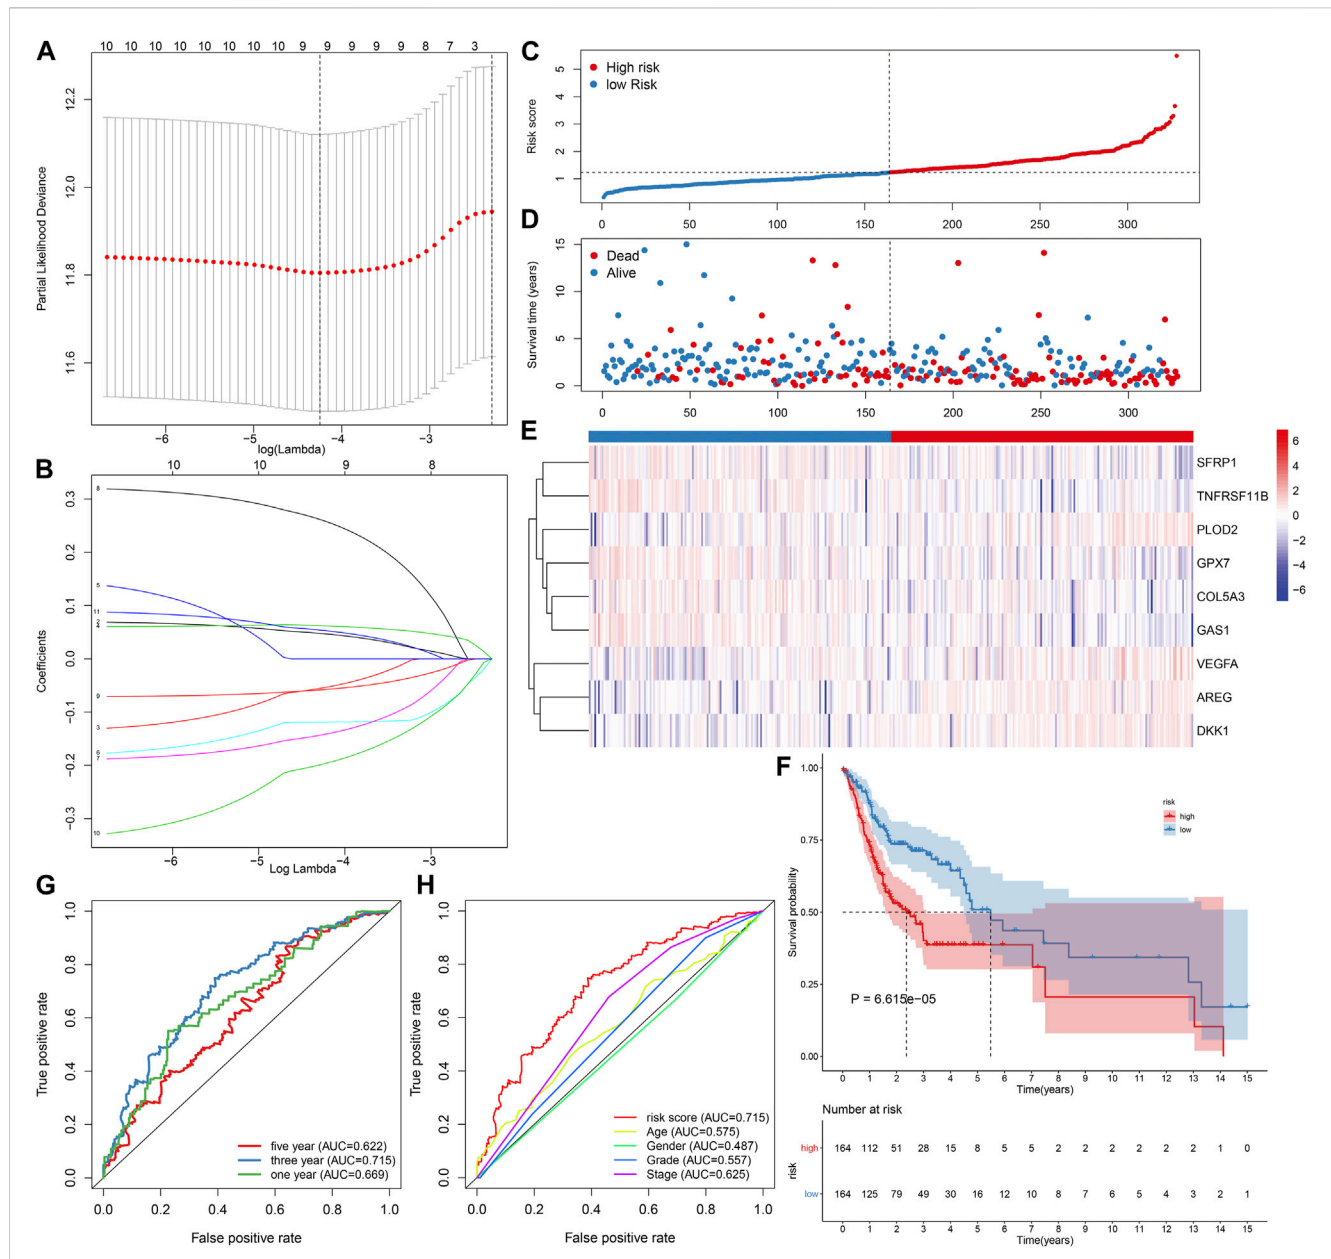 A
10 10 10 10 10 10 10 9 9 9 9 9 8 7 3
12.2
12.0
11.8
11.6
Partial Likelihood Deviance
−6 −5 −4 −3
log(Lambda)
B
10 10 9 8
0.3
0.2
0.1
0.0
−0.1
−0.2
−0.3
Coefficients
8
5
11
2
4
9
3
6
7
10
−6 −5 −4 −3
Log Lambda
C
High risk
low Risk
5
4
3
2
1
Risk score
0 50 100 150 200 250 300
D
Dead
Alive
15
10
5
0
Survival time (years)
0 50 100 150 200 250 300
E
SFRP1
TNFRSF11B
PLOD2
GPX7
COL5A3
GAS1
VEGFA
AREG
DKK1
6
4
2
0
−2
−4
−6
F
1.00
0.75
0.50
0.25
0.00
Survival probability
risk
high
low
P = 6.615e−05
0 1 2 3 4 5 6 7 8 9 10 11 12 13 14 15
Time(years)
Number at risk
risk
high 164 112 51 28 15 8 5 5 2 2 2 2 2 2 1 0
low 164 125 79 49 30 16 12 10 8 7 6 5 4 3 2 1
0 1 2 3 4 5 6 7 8 9 10 11 12 13 14 15
Time(years)
G
1.0
0.8
0.6
0.4
0.2
0.0
True positive rate
five year (AUC=0.622)
three year (AUC=0.715)
one year (AUC=0.669)
0.0 0.2 0.4 0.6 0.8 1.0
False positive rate
H
1.0
0.8
0.6
0.4
0.2
0.0
True positive rate
risk score (AUC=0.715)
Age (AUC=0.575)
Gender (AUC=0.487)
Grade (AUC=0.557)
Stage (AUC=0.625)
0.0 0.2 0.4 0.6 0.8 1.0
False positive rate